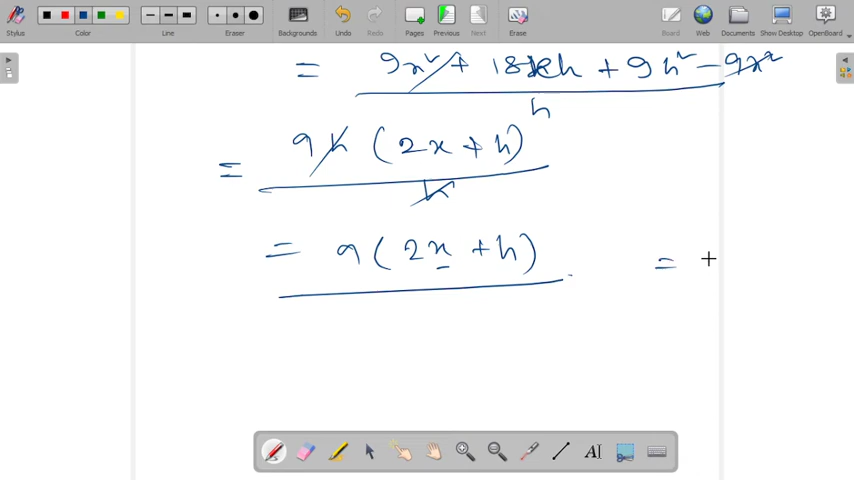 Stylus Color Line Eraser Backgrounds Undo Redo Pages Previous Next Erase Board Web Documents Show Desktop OpenBoard
= 9x² + 18xh + 9h² - 9x²
h
= 9h (2x + h)
h
= 9(2x + h) =